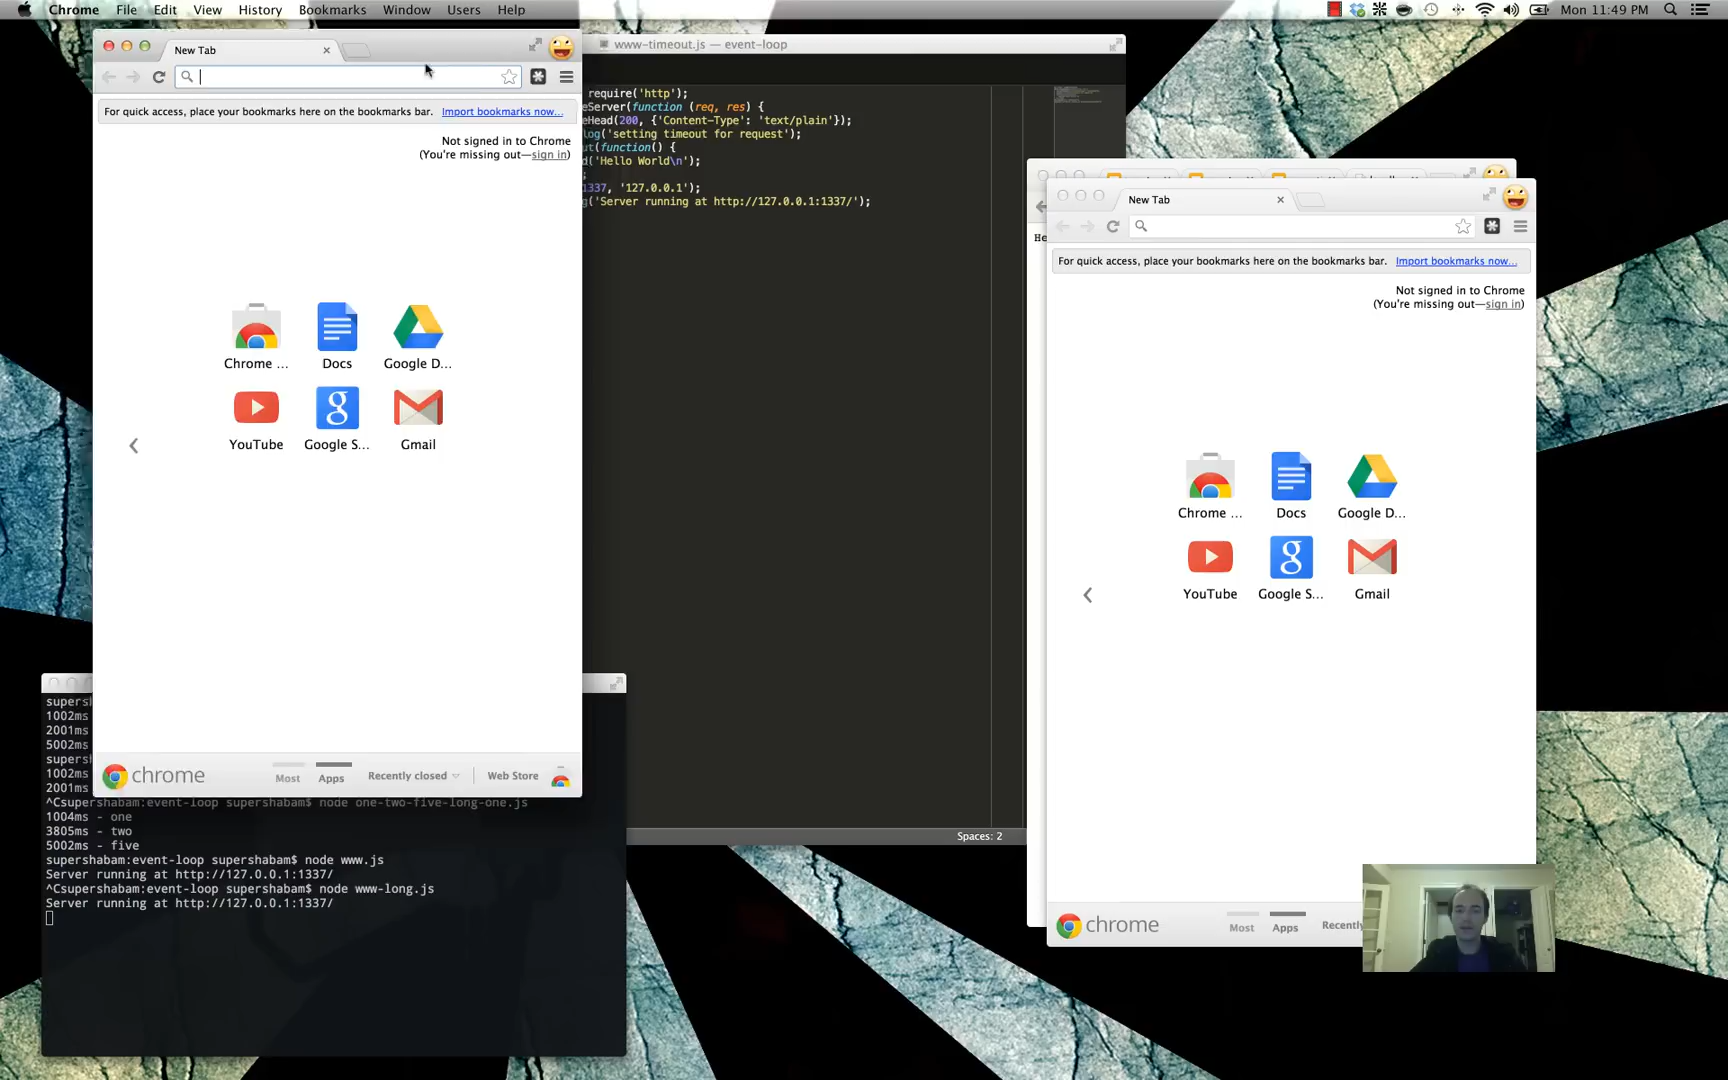 Chrome File Edit View History Bookmarks Window Users Help
Mon 11:49 PM
New Tab
For quick access, place your bookmarks here on the bookmarks bar. Import bookmarks now...
Not signed in to Chrome
(You're missing out—sign in)
Chrome ... Docs Google D...
YouTube Google S... Gmail
chrome Most Apps Recently closed Web Store
www-timeout.js — event-loop
require('http');
eServer(function (req, res) {
eHead(200, {'Content-Type': 'text/plain'});
log('setting timeout for request');
ut(function() {
d('Hello World\n');
;
1337, '127.0.0.1');
g('Server running at http://127.0.0.1:1337/');
Spaces: 2
He
New Tab
For quick access, place your bookmarks here on the bookmarks bar. Import bookmarks now...
Not signed in to Chrome
(You're missing out—sign in)
Chrome ... Docs Google D...
YouTube Google S... Gmail
chrome Most Apps Recently
supersh
1002ms
2001ms
5002ms
supersh
1002ms
2001ms
^Csupershabam:event-loop supershabam$ node one-two-five-long-one.js
1004ms - one
3805ms - two
5002ms - five
supershabam:event-loop supershabam$ node www.js
Server running at http://127.0.0.1:1337/
^Csupershabam:event-loop supershabam$ node www-long.js
Server running at http://127.0.0.1:1337/